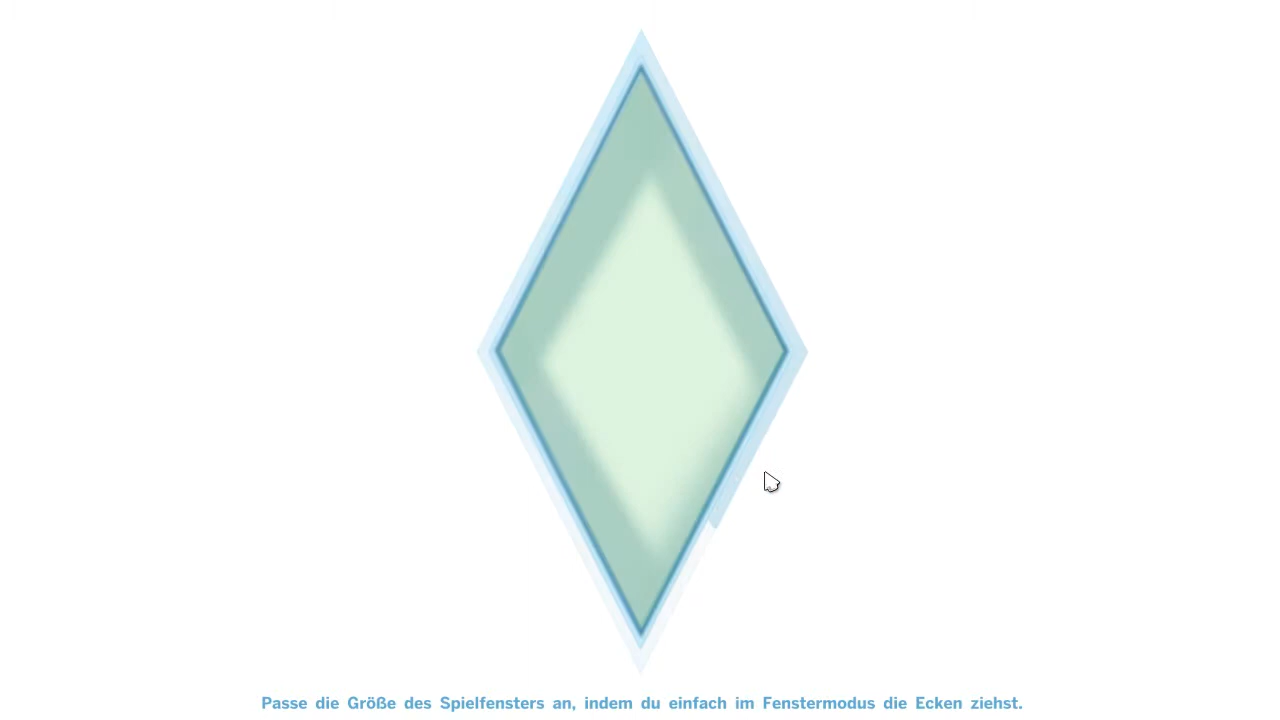 Passe die Größe des Spielfensters an, indem du einfach im Fenstermodus die Ecken ziehst.